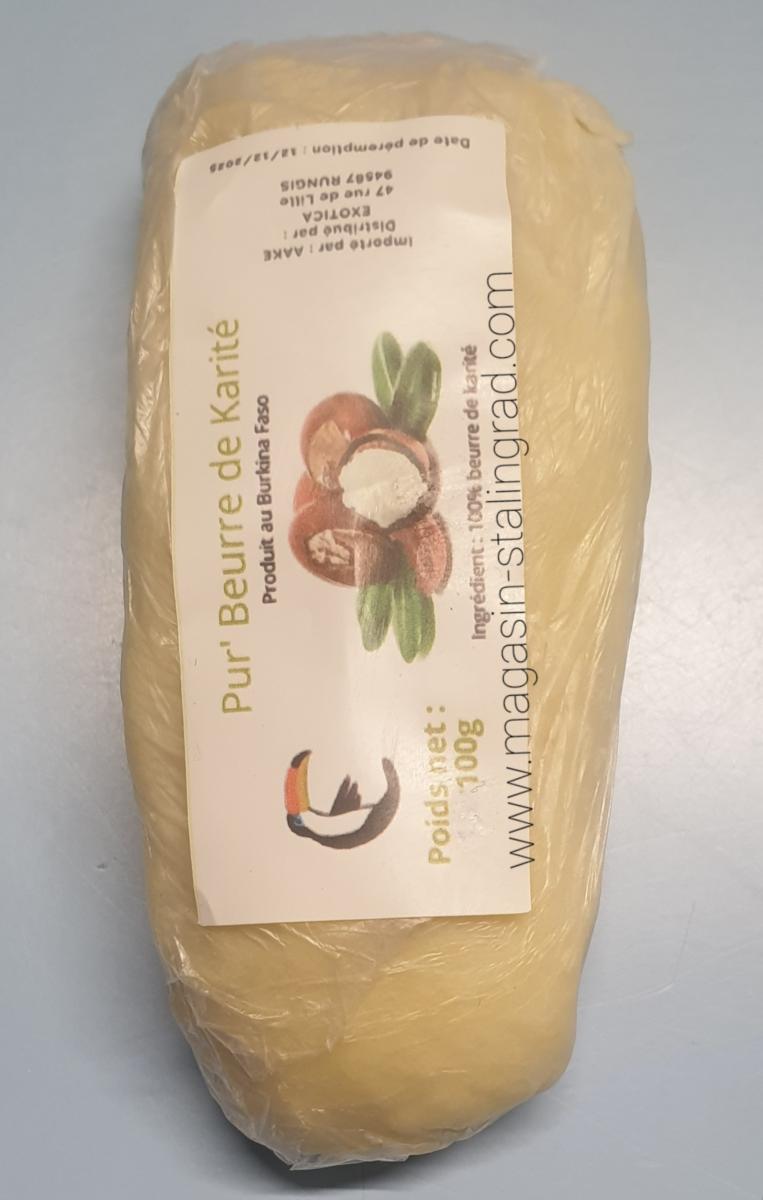 Pur' Beurre de Karité
Produit au Burkina Faso
Poids net :
100g
Ingrédient : 100% beurre de karité
Importé par : AAKE
Distribué par :
EXOTICA
47 rue de Lille
94587 RUNGIS
Date de péremption : 12/12/2025
www.magasin-stalingrad.com